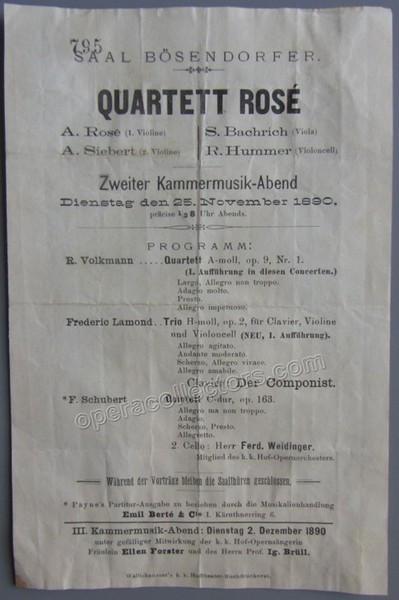 795
SAAL BÖSENDORFER.
QUARTETT ROSÉ
A. Rosé (1. Violine) S. Bachrich (Viola)
A. Siebert (2. Violine) R. Hummer (Violoncell)
Zweiter Kammermusik-Abend
Dienstag den 25. November 1890,
präcise ½8 Uhr Abends.
PROGRAMM:
R. Volkmann ..... Quartett A-moll, op. 9, Nr. 1.
(1. Aufführung in diesen Concerten.)
Largo, Allegro non troppo.
Adagio molto.
Presto.
Allegro impetuoso.
Frederic Lamond.. Trio H-moll, op. 2, für Clavier, Violine
und Violoncell (NEU, 1. Aufführung).
Allegro agitato.
Andante moderato.
Scherzo, Allegro vivace.
Allegro amabile.
Clavier: Der Componist.
operacollectors.com
*F. Schubert ..... Quintett C-dur, op. 163.
Allegro ma non troppo.
Adagio.
Scherzo, Presto.
Allegretto.
2. Cello: Herr Ferd. Weidinger.
Mitglied des k. k. Hof-Opernorchesters.
Während der Vorträge bleiben die Saalthüren geschlossen.
* Payne's Partitur-Ausgabe zu beziehen durch die Musikalienhandlung
Emil Berté & Cie I. Kärnthnerring 6.
III. Kammermusik-Abend: Dienstag 2. Dezember 1890
unter gefälliger Mitwirkung der k. k. Hof-Opernsängerin
Fräulein Ellen Forster und des Herrn Prof. Ig. Brüll.
Wallishausser's k. k. Hoftheater-Buchdruckerei.